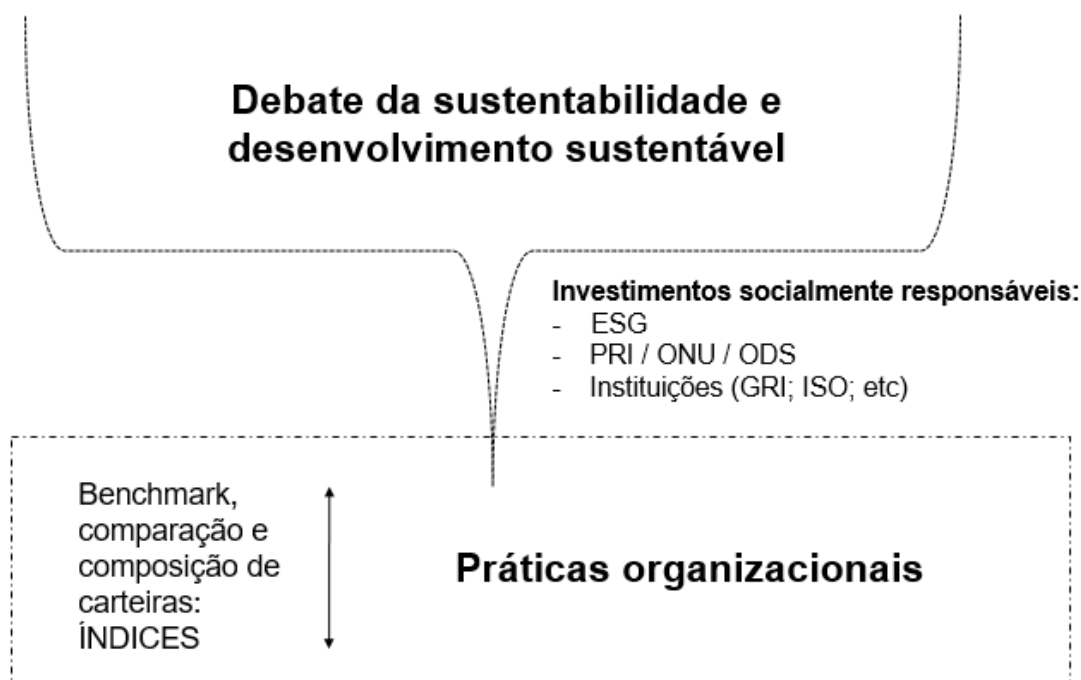 Debate da sustentabilidade e
desenvolvimento sustentável
Investimentos socialmente responsáveis:
- ESG
- PRI / ONU / ODS
- Instituições (GRI; ISO; etc)
Benchmark,
comparação e
composição de
carteiras:
ÍNDICES
Práticas organizacionais